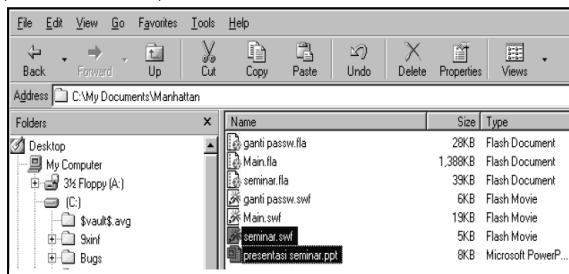 File Edit View Go Favorites Tools Help
Back Forward Up Cut Copy Paste Undo Delete Properties Views
Address C:\My Documents\Manhattan
Folders x Name Size Type
Desktop
My Computer
3½ Floppy (A:)
(C:)
$vault$.avg
9xinf
Bugs
ganti passw.fla 28KB Flash Document
Main.fla 1,388KB Flash Document
seminar.fla 39KB Flash Document
ganti passw.swf 6KB Flash Movie
Main.swf 19KB Flash Movie
seminar.swf 5KB Flash Movie
presentasi seminar.ppt 8KB Microsoft PowerP...